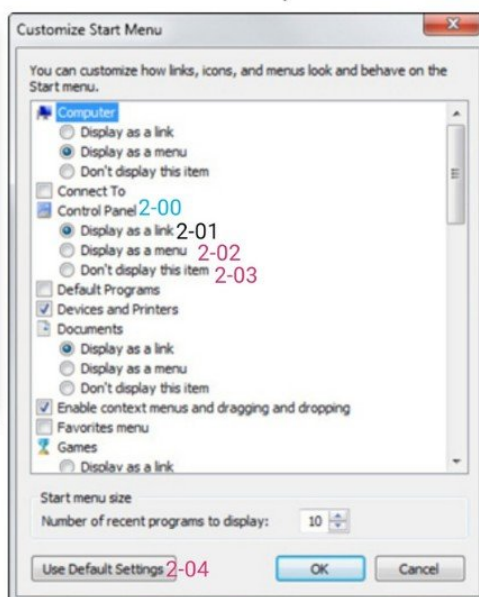 Customize Start Menu
You can customize how links, icons, and menus look and behave on the
Start menu.
Computer
Display as a link
Display as a menu
Don't display this item
Connect To
Control Panel 2-00
Display as a link 2-01
Display as a menu 2-02
Don't display this item 2-03
Default Programs
Devices and Printers
Documents
Display as a link
Display as a menu
Don't display this item
Enable context menus and dragging and dropping
Favorites menu
Games
Display as a link
Start menu size
Number of recent programs to display: 10
Use Default Settings 2-04 OK Cancel